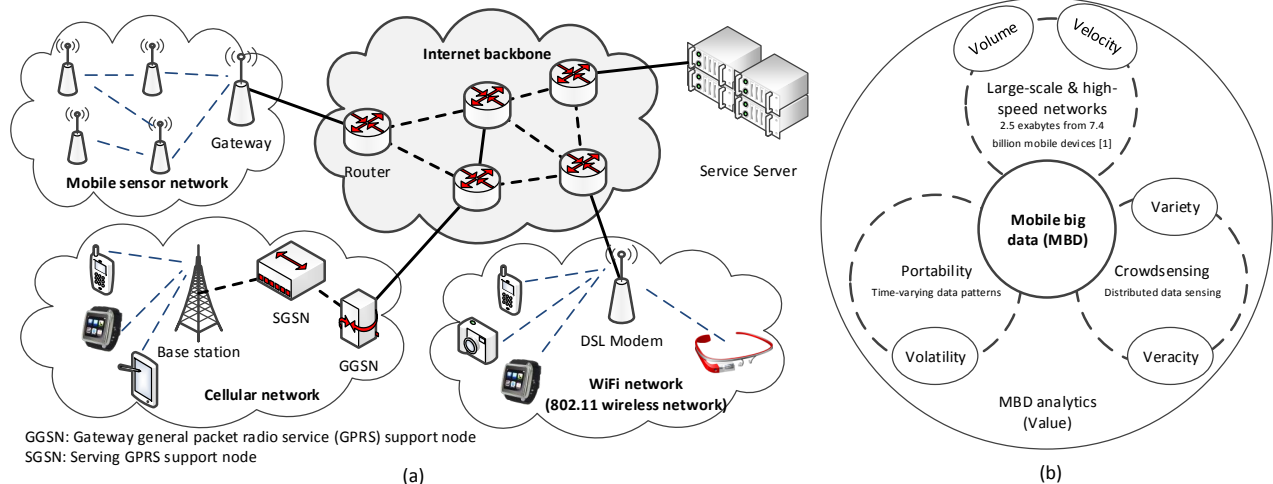 Internet backbone
Gateway
Mobile sensor network
Router
Service Server
SGSN
Base station
GGSN
Cellular network
DSL Modem
WiFi network
(802.11 wireless network)
GGSN: Gateway general packet radio service (GPRS) support node
SGSN: Serving GPRS support node
(a)
Volume
Velocity
Large-scale & high-
speed networks
2.5 exabytes from 7.4
billion mobile devices [1]
Mobile big
data (MBD)
Variety
Portability
Time-varying data patterns
Crowdsensing
Distributed data sensing
Volatility
Veracity
MBD analytics
(Value)
(b)